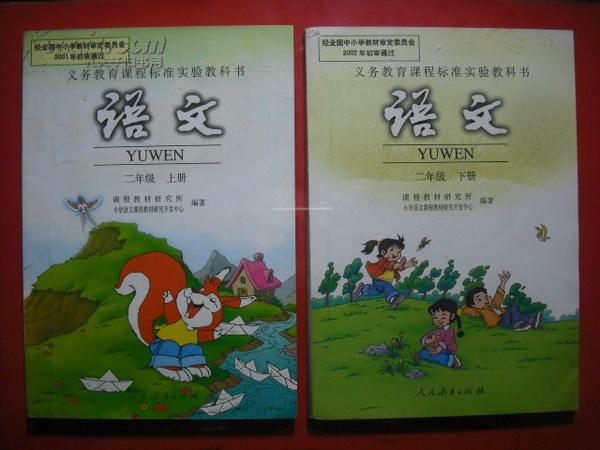 经全国中小学教材审定委员会
2001年初审通过
义务教育课程标准实验教科书
语文
YUWEN
二年级 上册
课程教材研究所
小学语文课程教材研究开发中心
编著
人民教育出版社
经全国中小学教材审定委员会
2002年初审通过
义务教育课程标准实验教科书
语文
YUWEN
二年级 下册
课程教材研究所
小学语文课程教材研究开发中心
编著
人民教育出版社